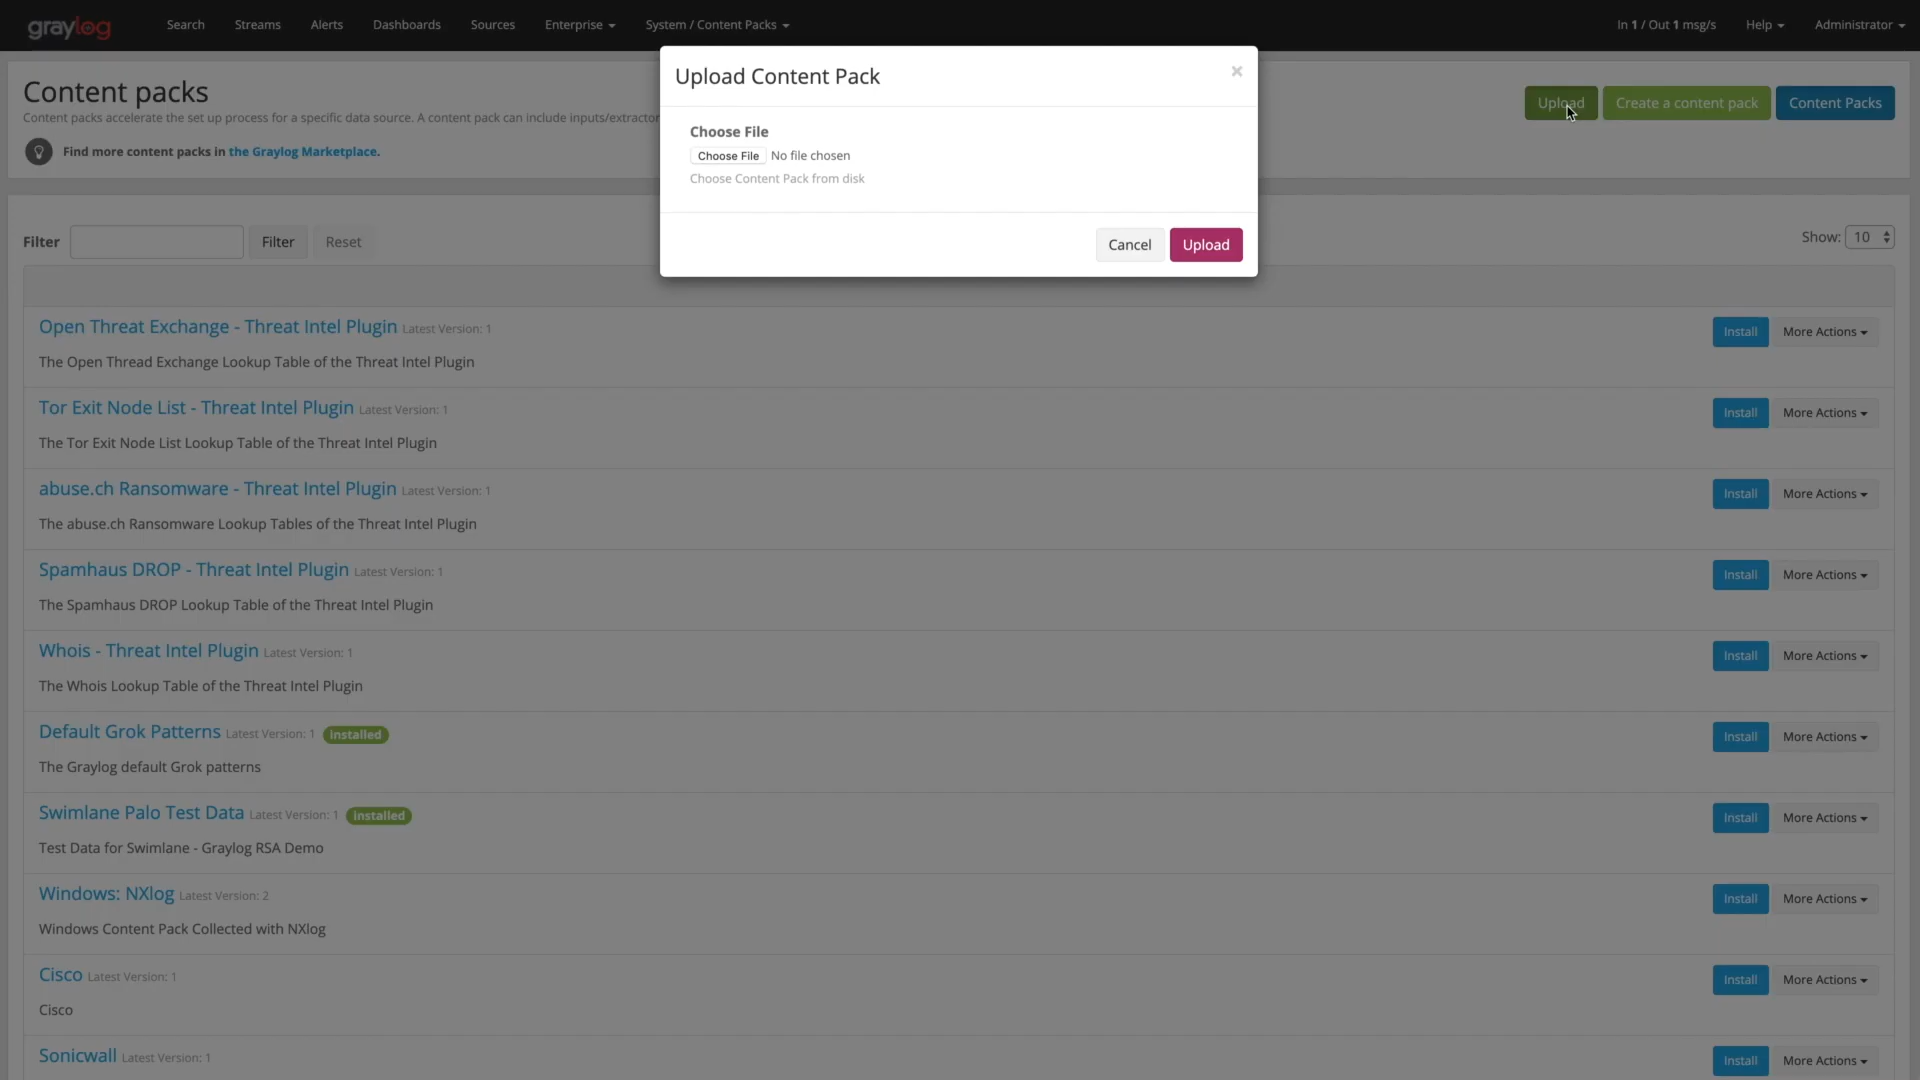 graylog Search Streams Alerts Dashboards Sources Enterprise System / Content Packs In 1 / Out 1 msg/s Help Administrator
Upload Content Pack ×
Content packs
Content packs accelerate the set up process for a specific data source. A content pack can include inputs/extractor
Find more content packs in the Graylog Marketplace.
Upload Create a content pack Content Packs
Choose File
Choose File No file chosen
Choose Content Pack from disk
Cancel Upload
Filter Filter Reset Show: 10
Open Threat Exchange - Threat Intel Plugin Latest Version: 1 Install More Actions
The Open Thread Exchange Lookup Table of the Threat Intel Plugin
Tor Exit Node List - Threat Intel Plugin Latest Version: 1 Install More Actions
The Tor Exit Node List Lookup Table of the Threat Intel Plugin
abuse.ch Ransomware - Threat Intel Plugin Latest Version: 1 Install More Actions
The abuse.ch Ransomware Lookup Tables of the Threat Intel Plugin
Spamhaus DROP - Threat Intel Plugin Latest Version: 1 Install More Actions
The Spamhaus DROP Lookup Table of the Threat Intel Plugin
Whois - Threat Intel Plugin Latest Version: 1 Install More Actions
The Whois Lookup Table of the Threat Intel Plugin
Default Grok Patterns Latest Version: 1 installed Install More Actions
The Graylog default Grok patterns
Swimlane Palo Test Data Latest Version: 1 installed Install More Actions
Test Data for Swimlane - Graylog RSA Demo
Windows: NXlog Latest Version: 2 Install More Actions
Windows Content Pack Collected with NXlog
Cisco Latest Version: 1 Install More Actions
Cisco
Sonicwall Latest Version: 1 Install More Actions